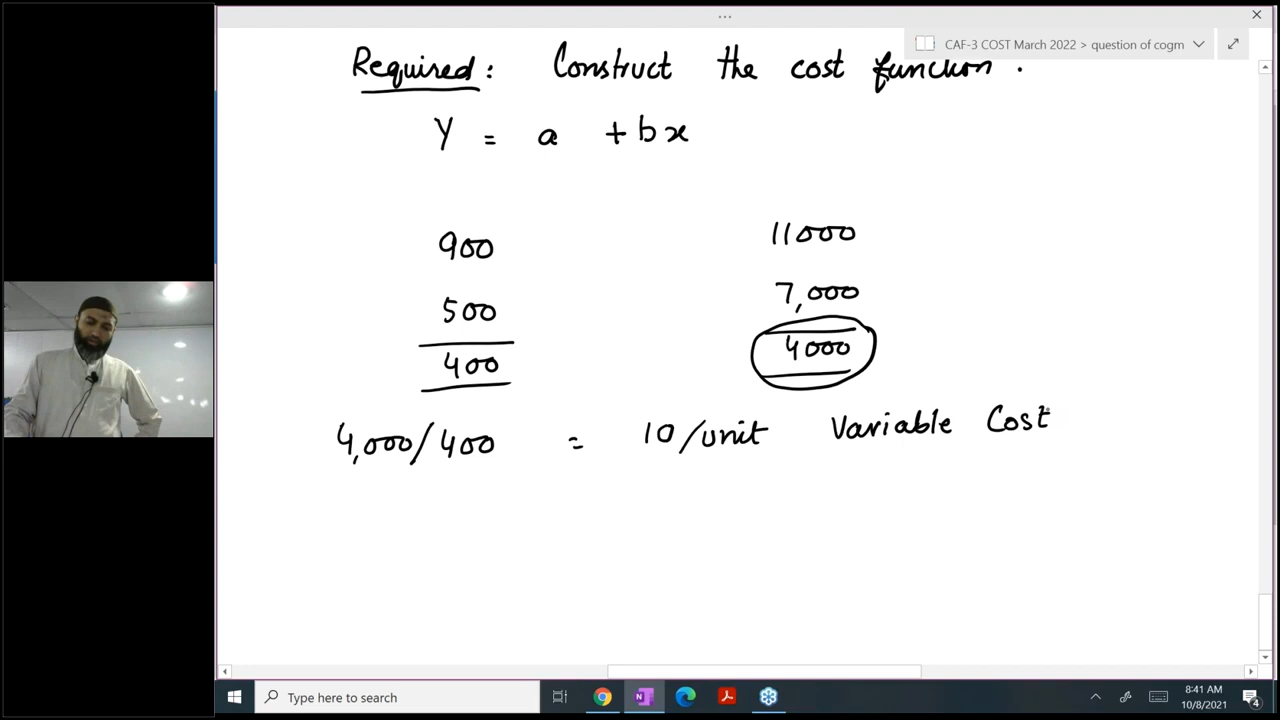 CAF-3 COST March 2022 > question of cogm
Required: Construct the cost function.
Y = a + bx
900 11000
500 7,000
400 4000
4,000/400 = 10/unit Variable Cost
Type here to search
8:41 AM
10/8/2021
4